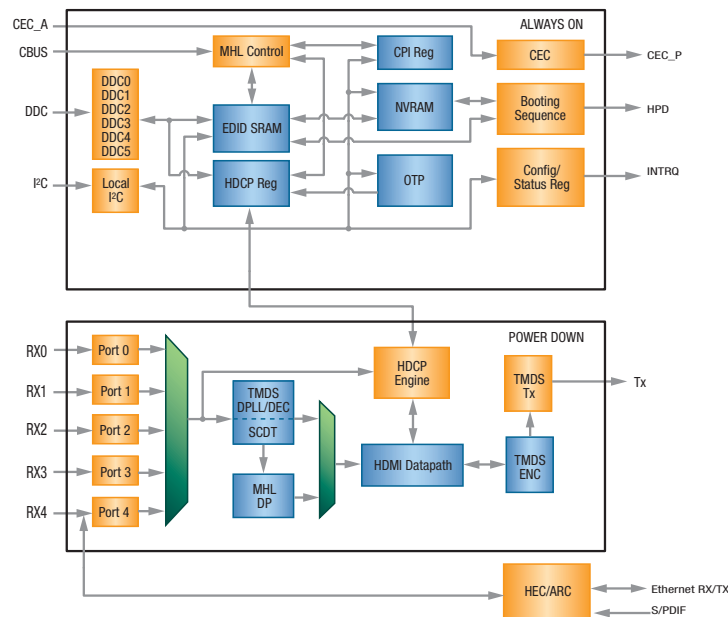 CEC_A
ALWAYS ON
CBUS
MHL Control
CPI Reg
CEC
CEC_P
DDC
DDC0
DDC1
DDC2
DDC3
DDC4
DDC5
EDID SRAM
NVRAM
Booting
Sequence
HPD
I²C
Local
I²C
HDCP Reg
OTP
Config/
Status Reg
INTRQ
POWER DOWN
RX0
Port 0
RX1
Port 1
RX2
Port 2
RX3
Port 3
RX4
Port 4
TMDS
DPLL/DEC
SCDT
MHL
DP
HDCP
Engine
HDMI Datapath
TMDS
Tx
Tx
TMDS
ENC
HEC/ARC
Ethernet RX/TX
S/PDIF